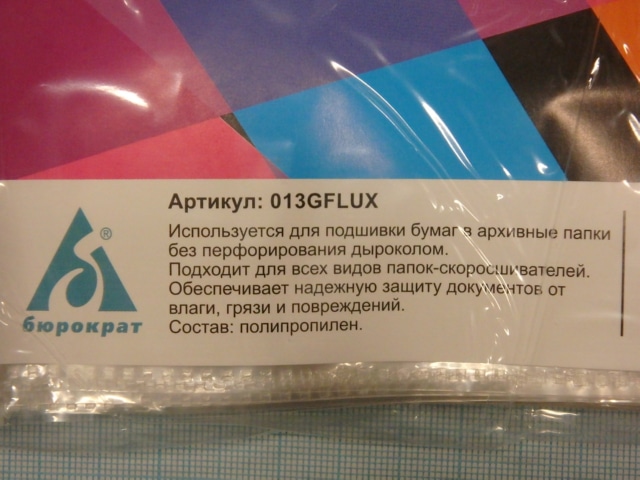 Артикул: 013GFLUX
Используется для подшивки бумаг в архивные папки
без перфорирования дыроколом.
Подходит для всех видов папок-скоросшивателей.
Обеспечивает надежную защиту документов от
влаги, грязи и повреждений.
Состав: полипропилен.
®
бюрократ